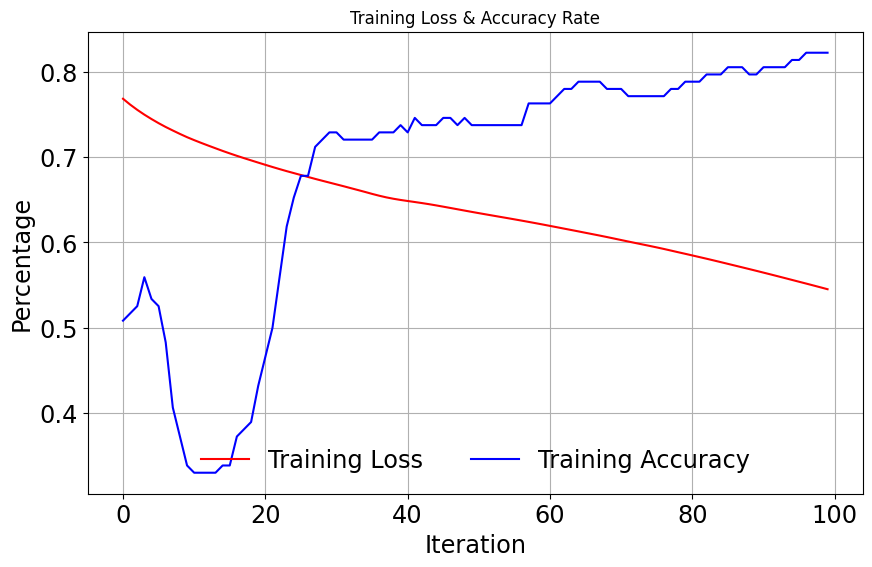 Training Loss & Accuracy Rate
Percentage
0.8
0.7
0.6
0.5
0.4
Training Loss
Training Accuracy
0 20 40 60 80 100
Iteration